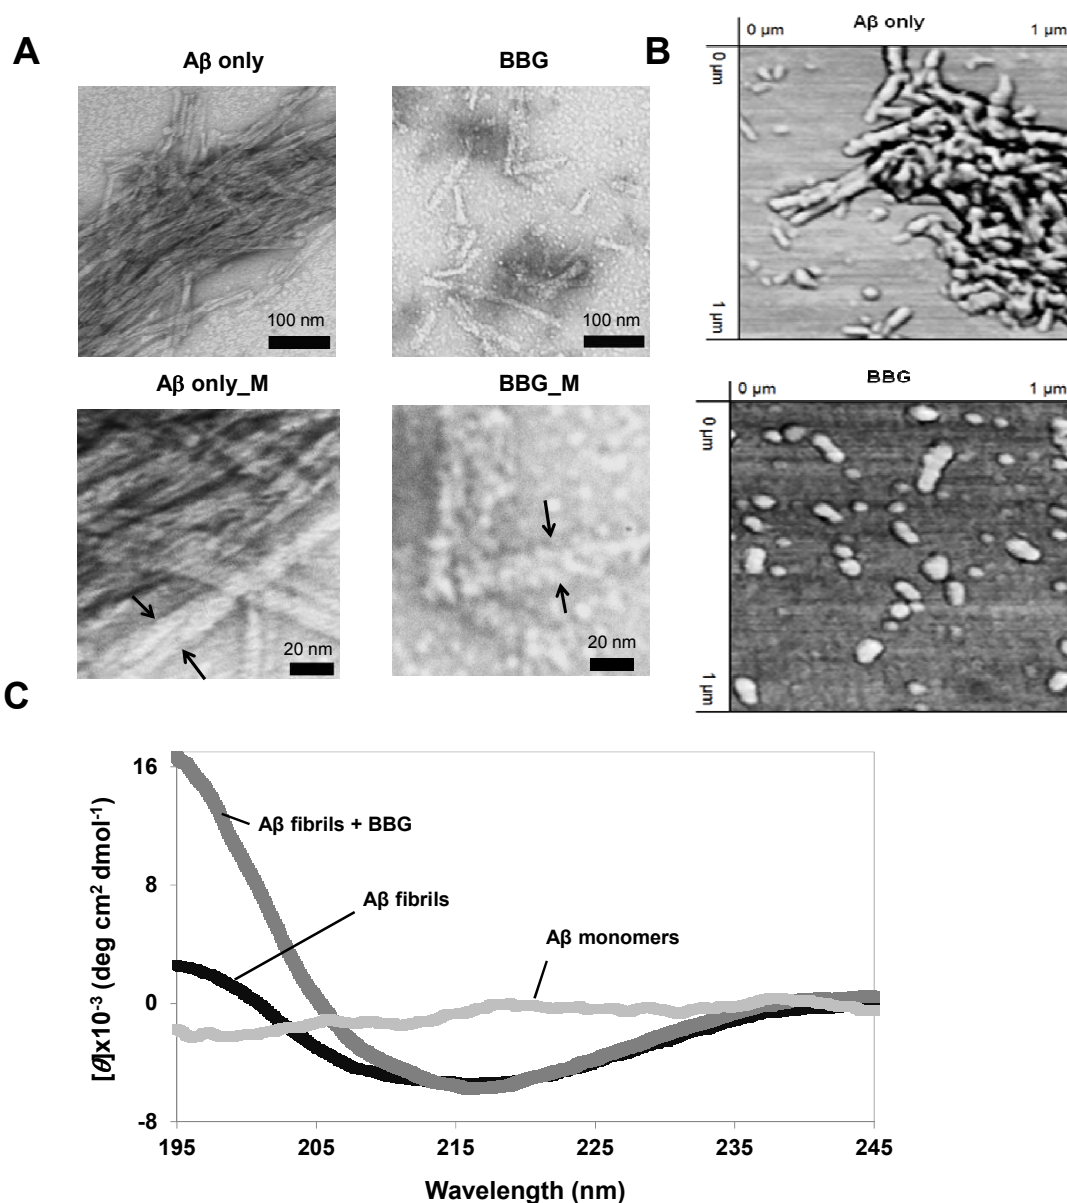 A
Aβ only
BBG
100 nm
100 nm
Aβ only_M
BBG_M
20 nm
20 nm
B
Aβ only
0 µm
1 µm
0 µm
1 µm
BBG
0 µm
1 µm
0 µm
1 µm
C
[θ]x10⁻³ (deg cm² dmol⁻¹)
16
8
0
-8
Aβ fibrils + BBG
Aβ fibrils
Aβ monomers
195
205
215
225
235
245
Wavelength (nm)